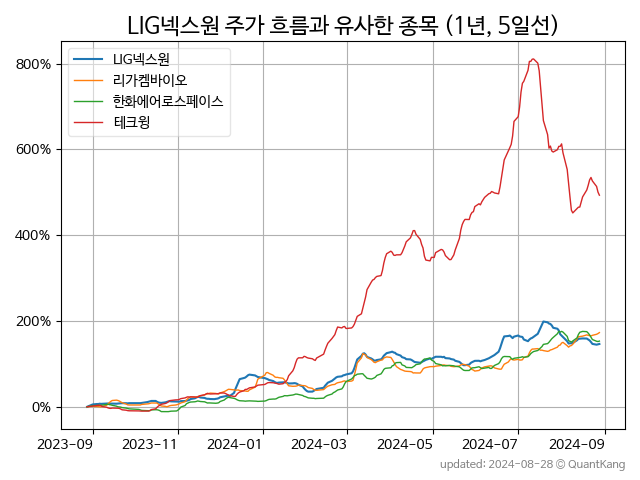 LIG넥스원 주가 흐름과 유사한 종목 (1년, 5일선)
LIG넥스원
리가켐바이오
한화에어로스페이스
테크윙
800%
600%
400%
200%
0%
2023-09 2023-11 2024-01 2024-03 2024-05 2024-07 2024-09
updated: 2024-08-28 © QuantKang